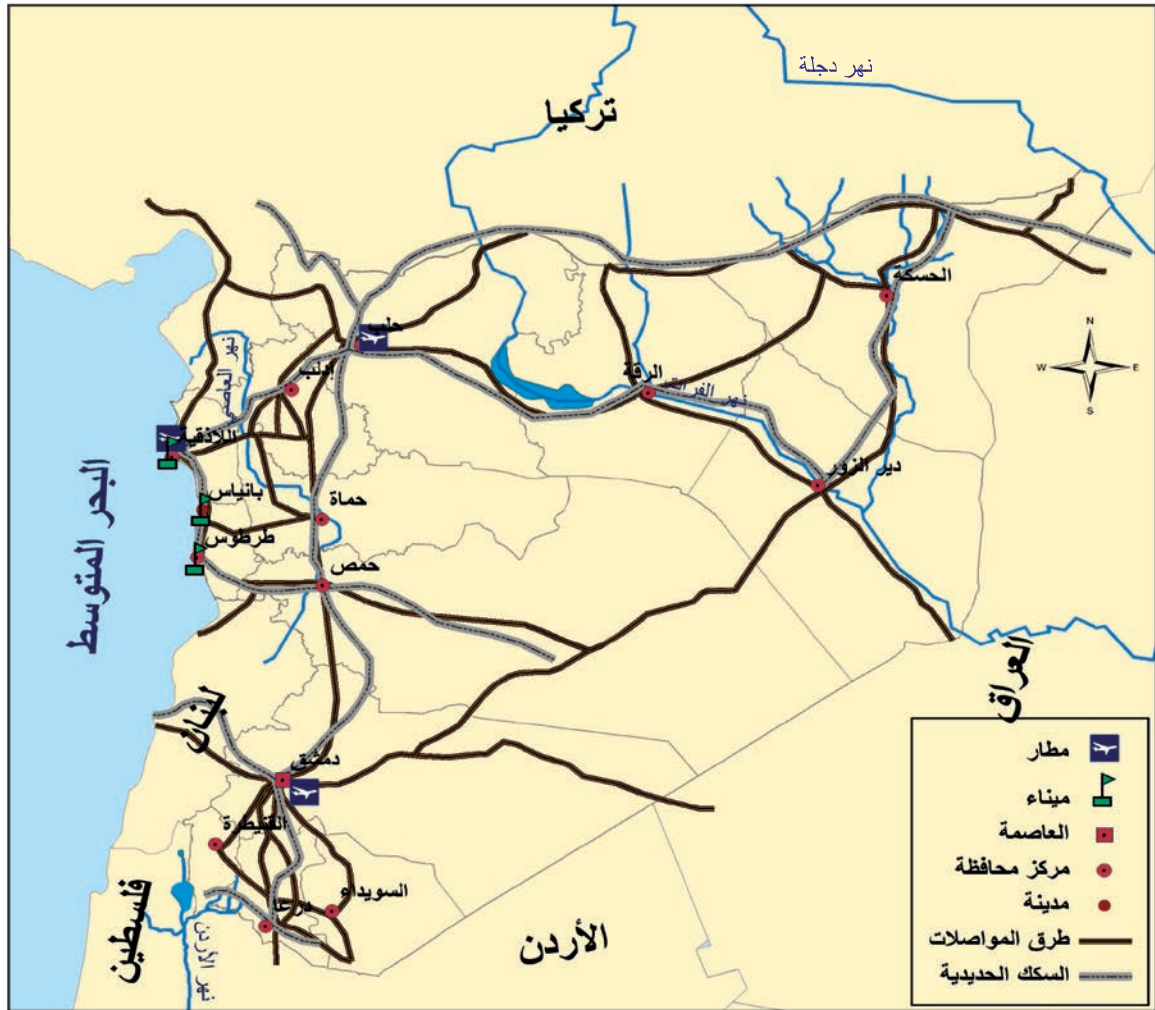 نهر دجلة
تركيا
الحسكة
حلب
نهر العاصي
إدلب
الرقة
نهر الفرات
N
W
E
S
اللاذقية
دير الزور
البحر المتوسط
بانياس
حماة
طرطوس
حمص
العراق
لبنان
دمشق
القنيطرة
السويداء
درعا
فلسطين
نهر الأردن
الأردن
مطار
ميناء
العاصمة
مركز محافظة
مدينة
طرق المواصلات
السكك الحديدية